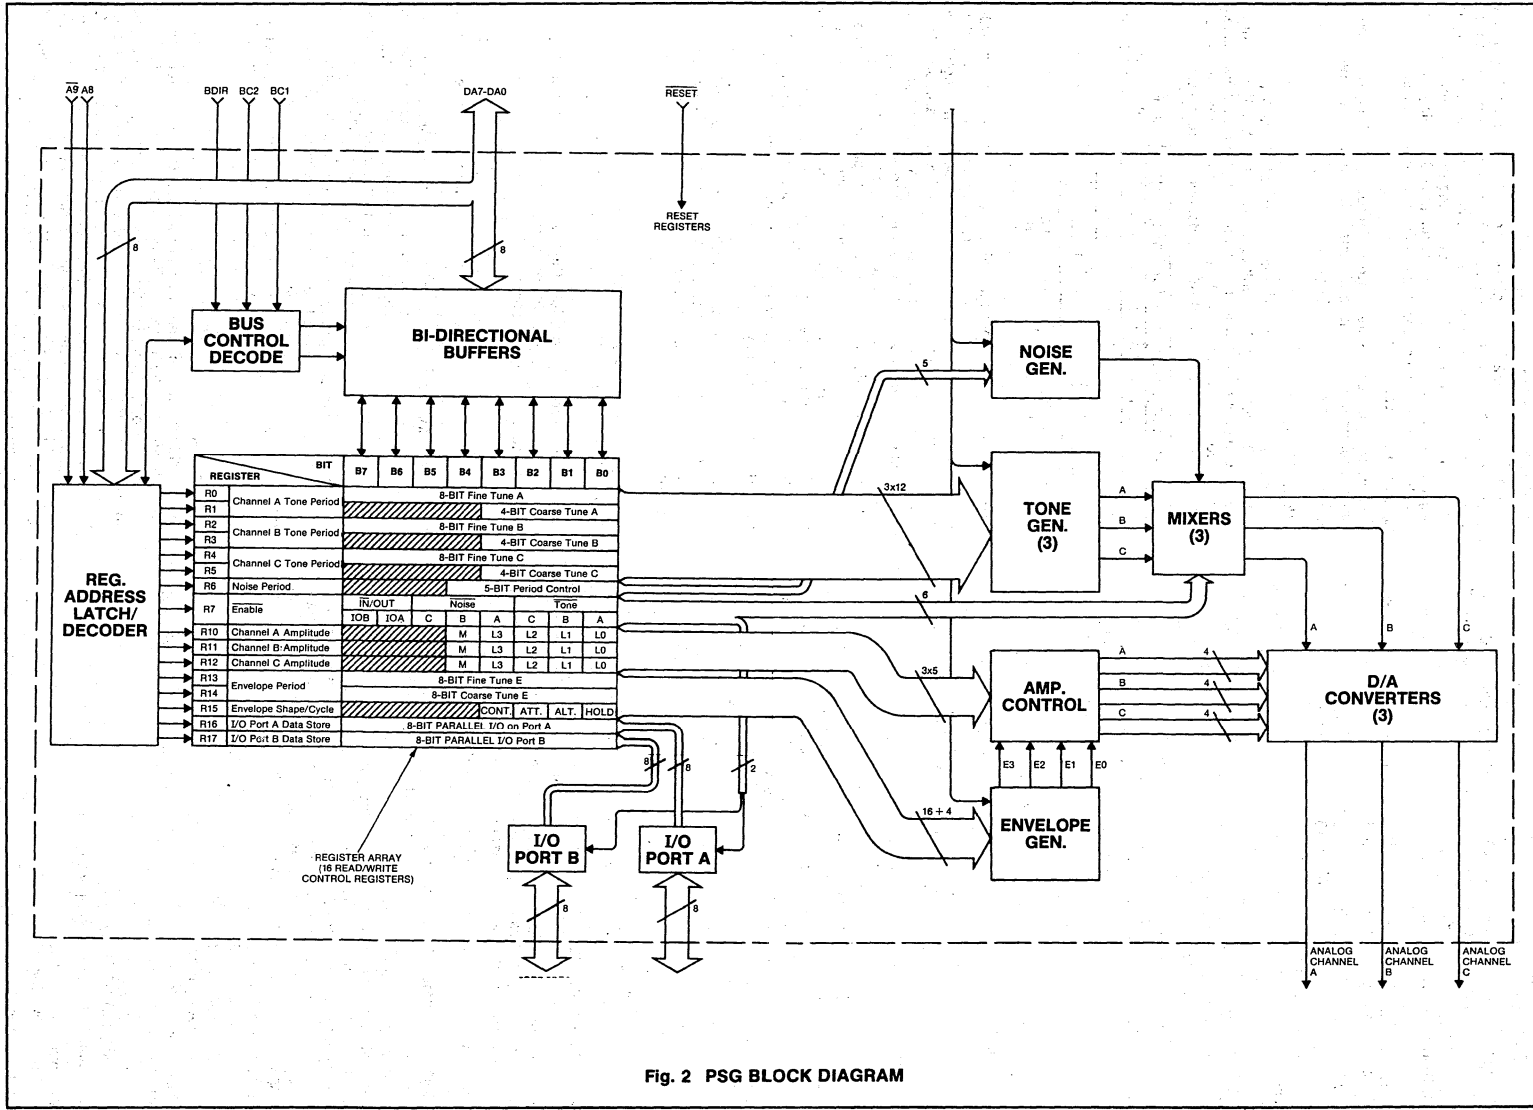 A9 A8
BDIR BC2 BC1
DA7-DA0
RESET
RESET
REGISTERS
8
8
BUS
CONTROL
DECODE
BI-DIRECTIONAL
BUFFERS
NOISE
GEN.
5
BIT
REGISTER
B7 B6 B5 B4 B3 B2 B1 B0
R0 Channel A Tone Period 8-BIT Fine Tune A
R1 4-BIT Coarse Tune A
R2 Channel B Tone Period 8-BIT Fine Tune B
R3 4-BIT Coarse Tune B
R4 Channel C Tone Period 8-BIT Fine Tune C
R5 4-BIT Coarse Tune C
R6 Noise Period 5-BIT Period Control
R7 Enable IN/OUT Noise Tone
IOB IOA C B A C B A
R10 Channel A Amplitude M L3 L2 L1 L0
R11 Channel B Amplitude M L3 L2 L1 L0
R12 Channel C Amplitude M L3 L2 L1 L0
R13 Envelope Period 8-BIT Fine Tune E
R14 8-BIT Coarse Tune E
R15 Envelope Shape/Cycle CONT. ATT. ALT. HOLD
R16 I/O Port A Data Store 8-BIT PARALLEL I/O on Port A
R17 I/O Port B Data Store 8-BIT PARALLEL I/O Port B
REG.
ADDRESS
LATCH/
DECODER
3x12
TONE
GEN.
(3)
A
B
C
MIXERS
(3)
6
A B C
3x5
AMP.
CONTROL
A 4
B 4
C 4
D/A
CONVERTERS
(3)
E3 E2 E1 E0
16 + 4
ENVELOPE
GEN.
8 8 2
I/O
PORT B
I/O
PORT A
8 8
REGISTER ARRAY
(16 READ/WRITE
CONTROL REGISTERS)
ANALOG
CHANNEL
A
ANALOG
CHANNEL
B
ANALOG
CHANNEL
C
Fig. 2 PSG BLOCK DIAGRAM